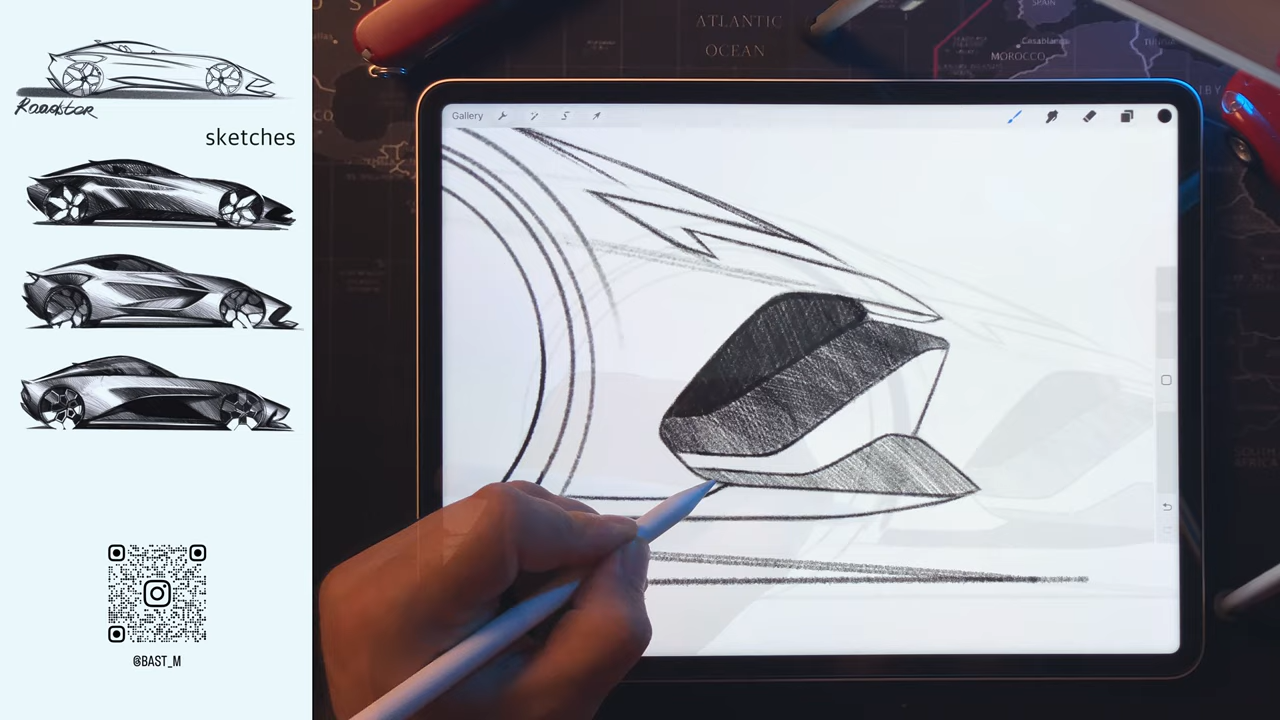 Roadster
sketches
@BAST_M
ATLANTIC
OCEAN
SPAIN
Casablanca
MOROCCO
Gallery